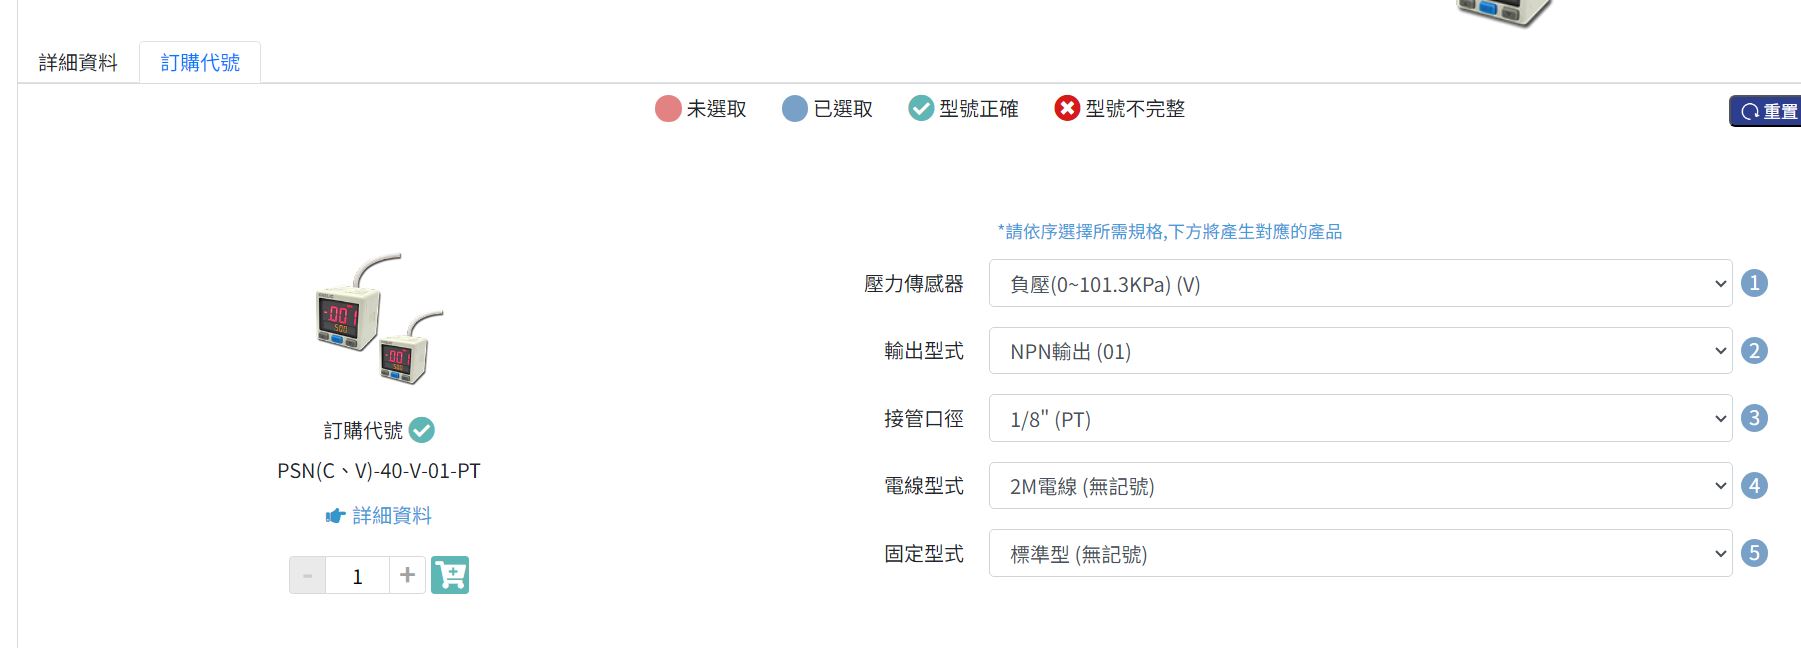 詳細資料
訂購代號
未選取
已選取
型號正確
型號不完整
重置
*請依序選擇所需規格,下方將產生對應的產品
壓力傳感器
負壓(0~101.3KPa) (V)
1
輸出型式
NPN輸出 (01)
2
接管口徑
1/8" (PT)
3
電線型式
2M電線 (無記號)
4
固定型式
標準型 (無記號)
5
-001
500
-001
500
訂購代號
PSN(C、V)-40-V-01-PT
詳細資料
- 1 +